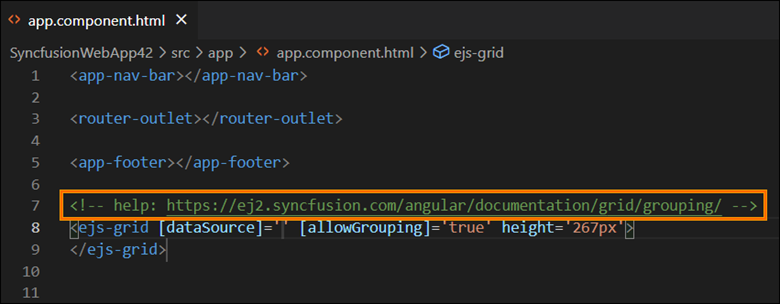 <> app.component.html ×
SyncfusionWebApp42 > src > app > <> app.component.html > ejs-grid
1 <app-nav-bar></app-nav-bar>
2
3 <router-outlet></router-outlet>
4
5 <app-footer></app-footer>
6
7 <!-- help: https://ej2.syncfusion.com/angular/documentation/grid/grouping/ -->
8 <ejs-grid [dataSource]='' [allowGrouping]='true' height='267px'>
9 </ejs-grid>
10
11